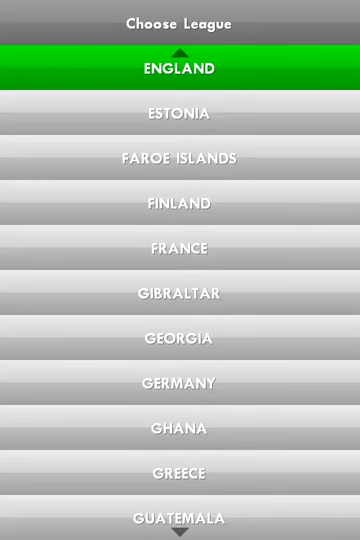 Choose League
ENGLAND
ESTONIA
FAROE ISLANDS
FINLAND
FRANCE
GIBRALTAR
GEORGIA
GERMANY
GHANA
GREECE
GUATEMALA